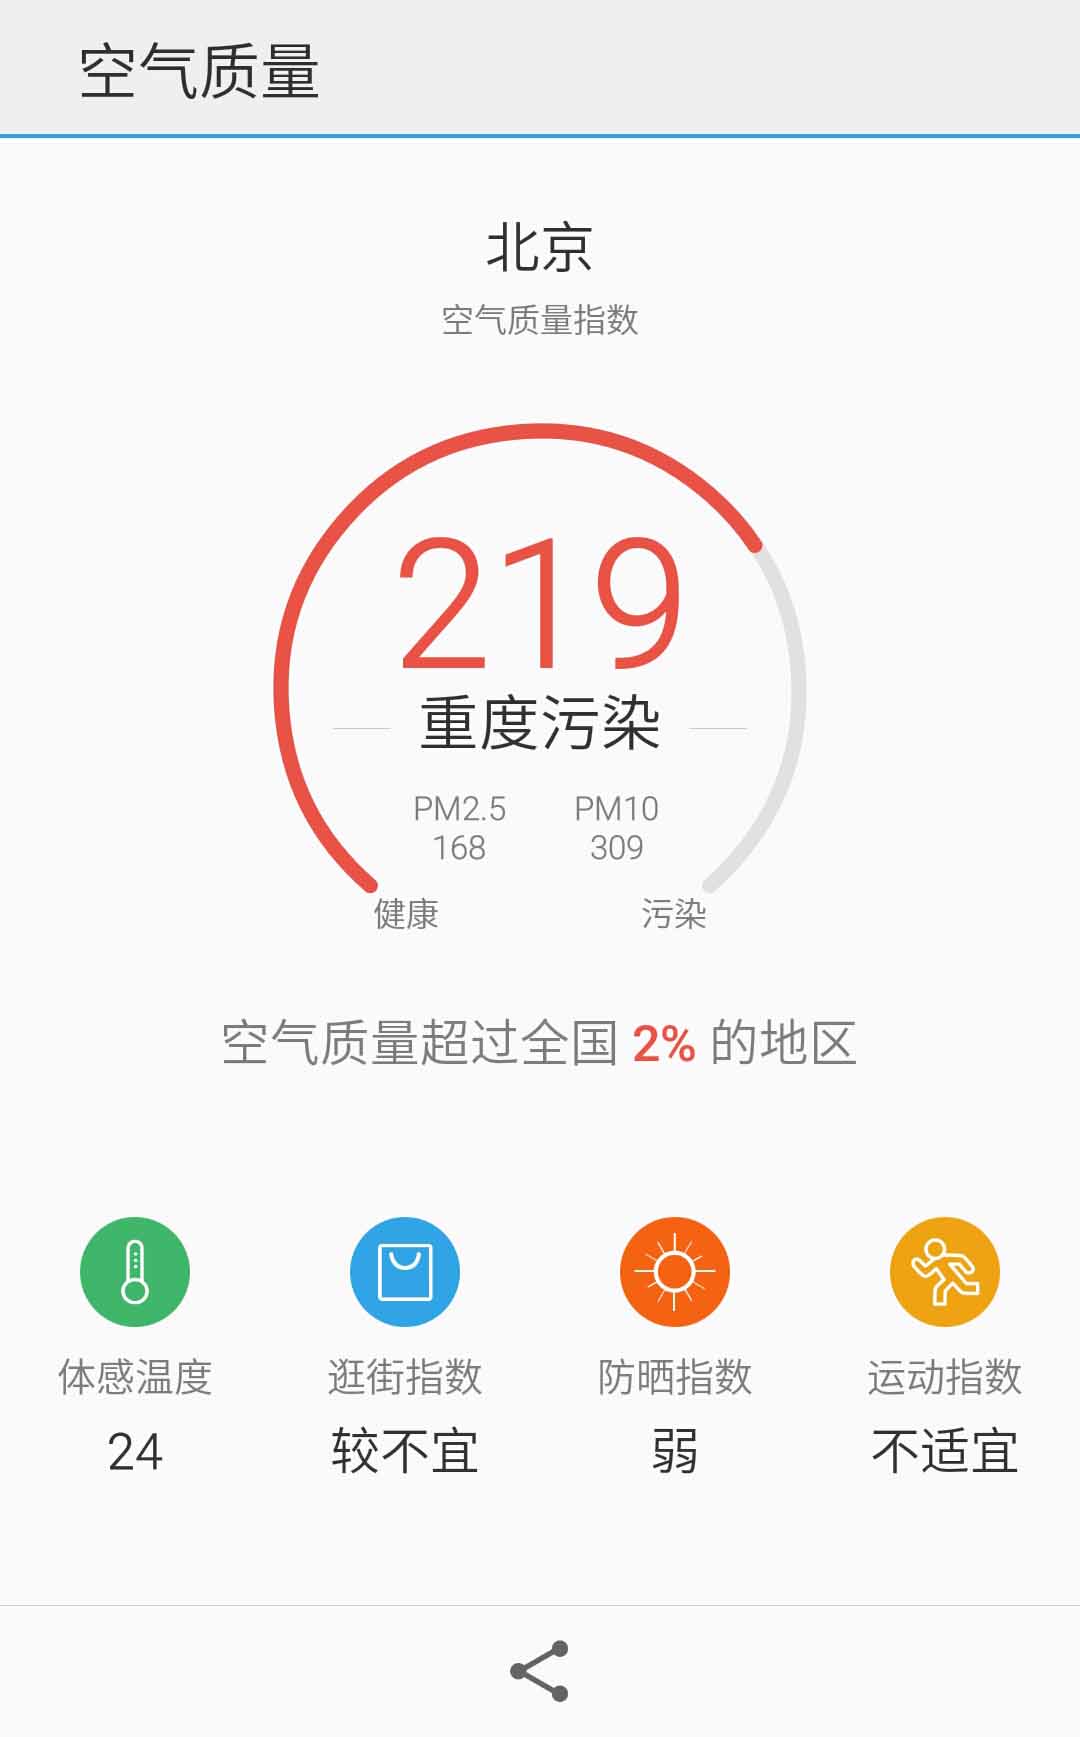 空气质量
北京
空气质量指数
219
重度污染
PM2.5 PM10
168 309
健康 污染
空气质量超过全国 2% 的地区
体感温度 逛街指数 防晒指数 运动指数
24 较不宜 弱 不适宜